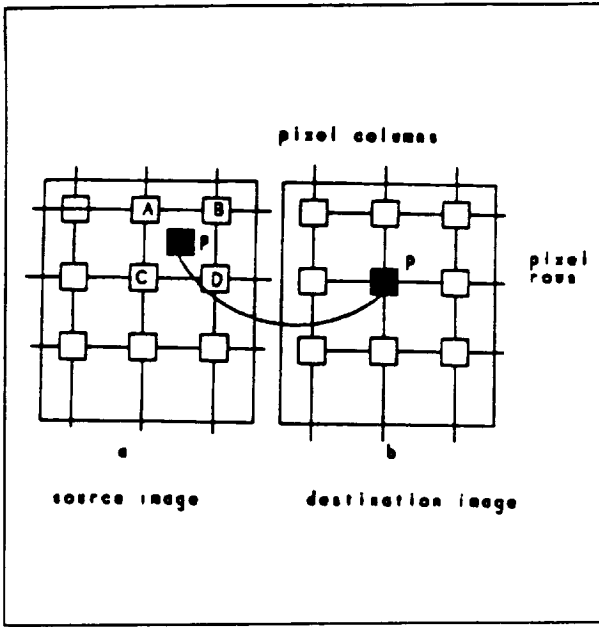 pixel columns
A B
p
C D
p
pixel
rows
a
b
source image
destination image